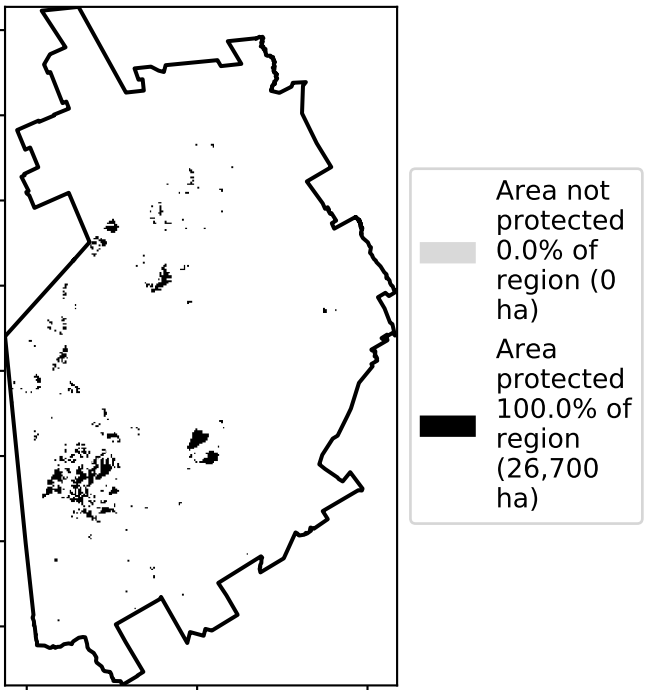 Area not
protected
0.0% of
region (0
ha)
Area
protected
100.0% of
region
(26,700
ha)